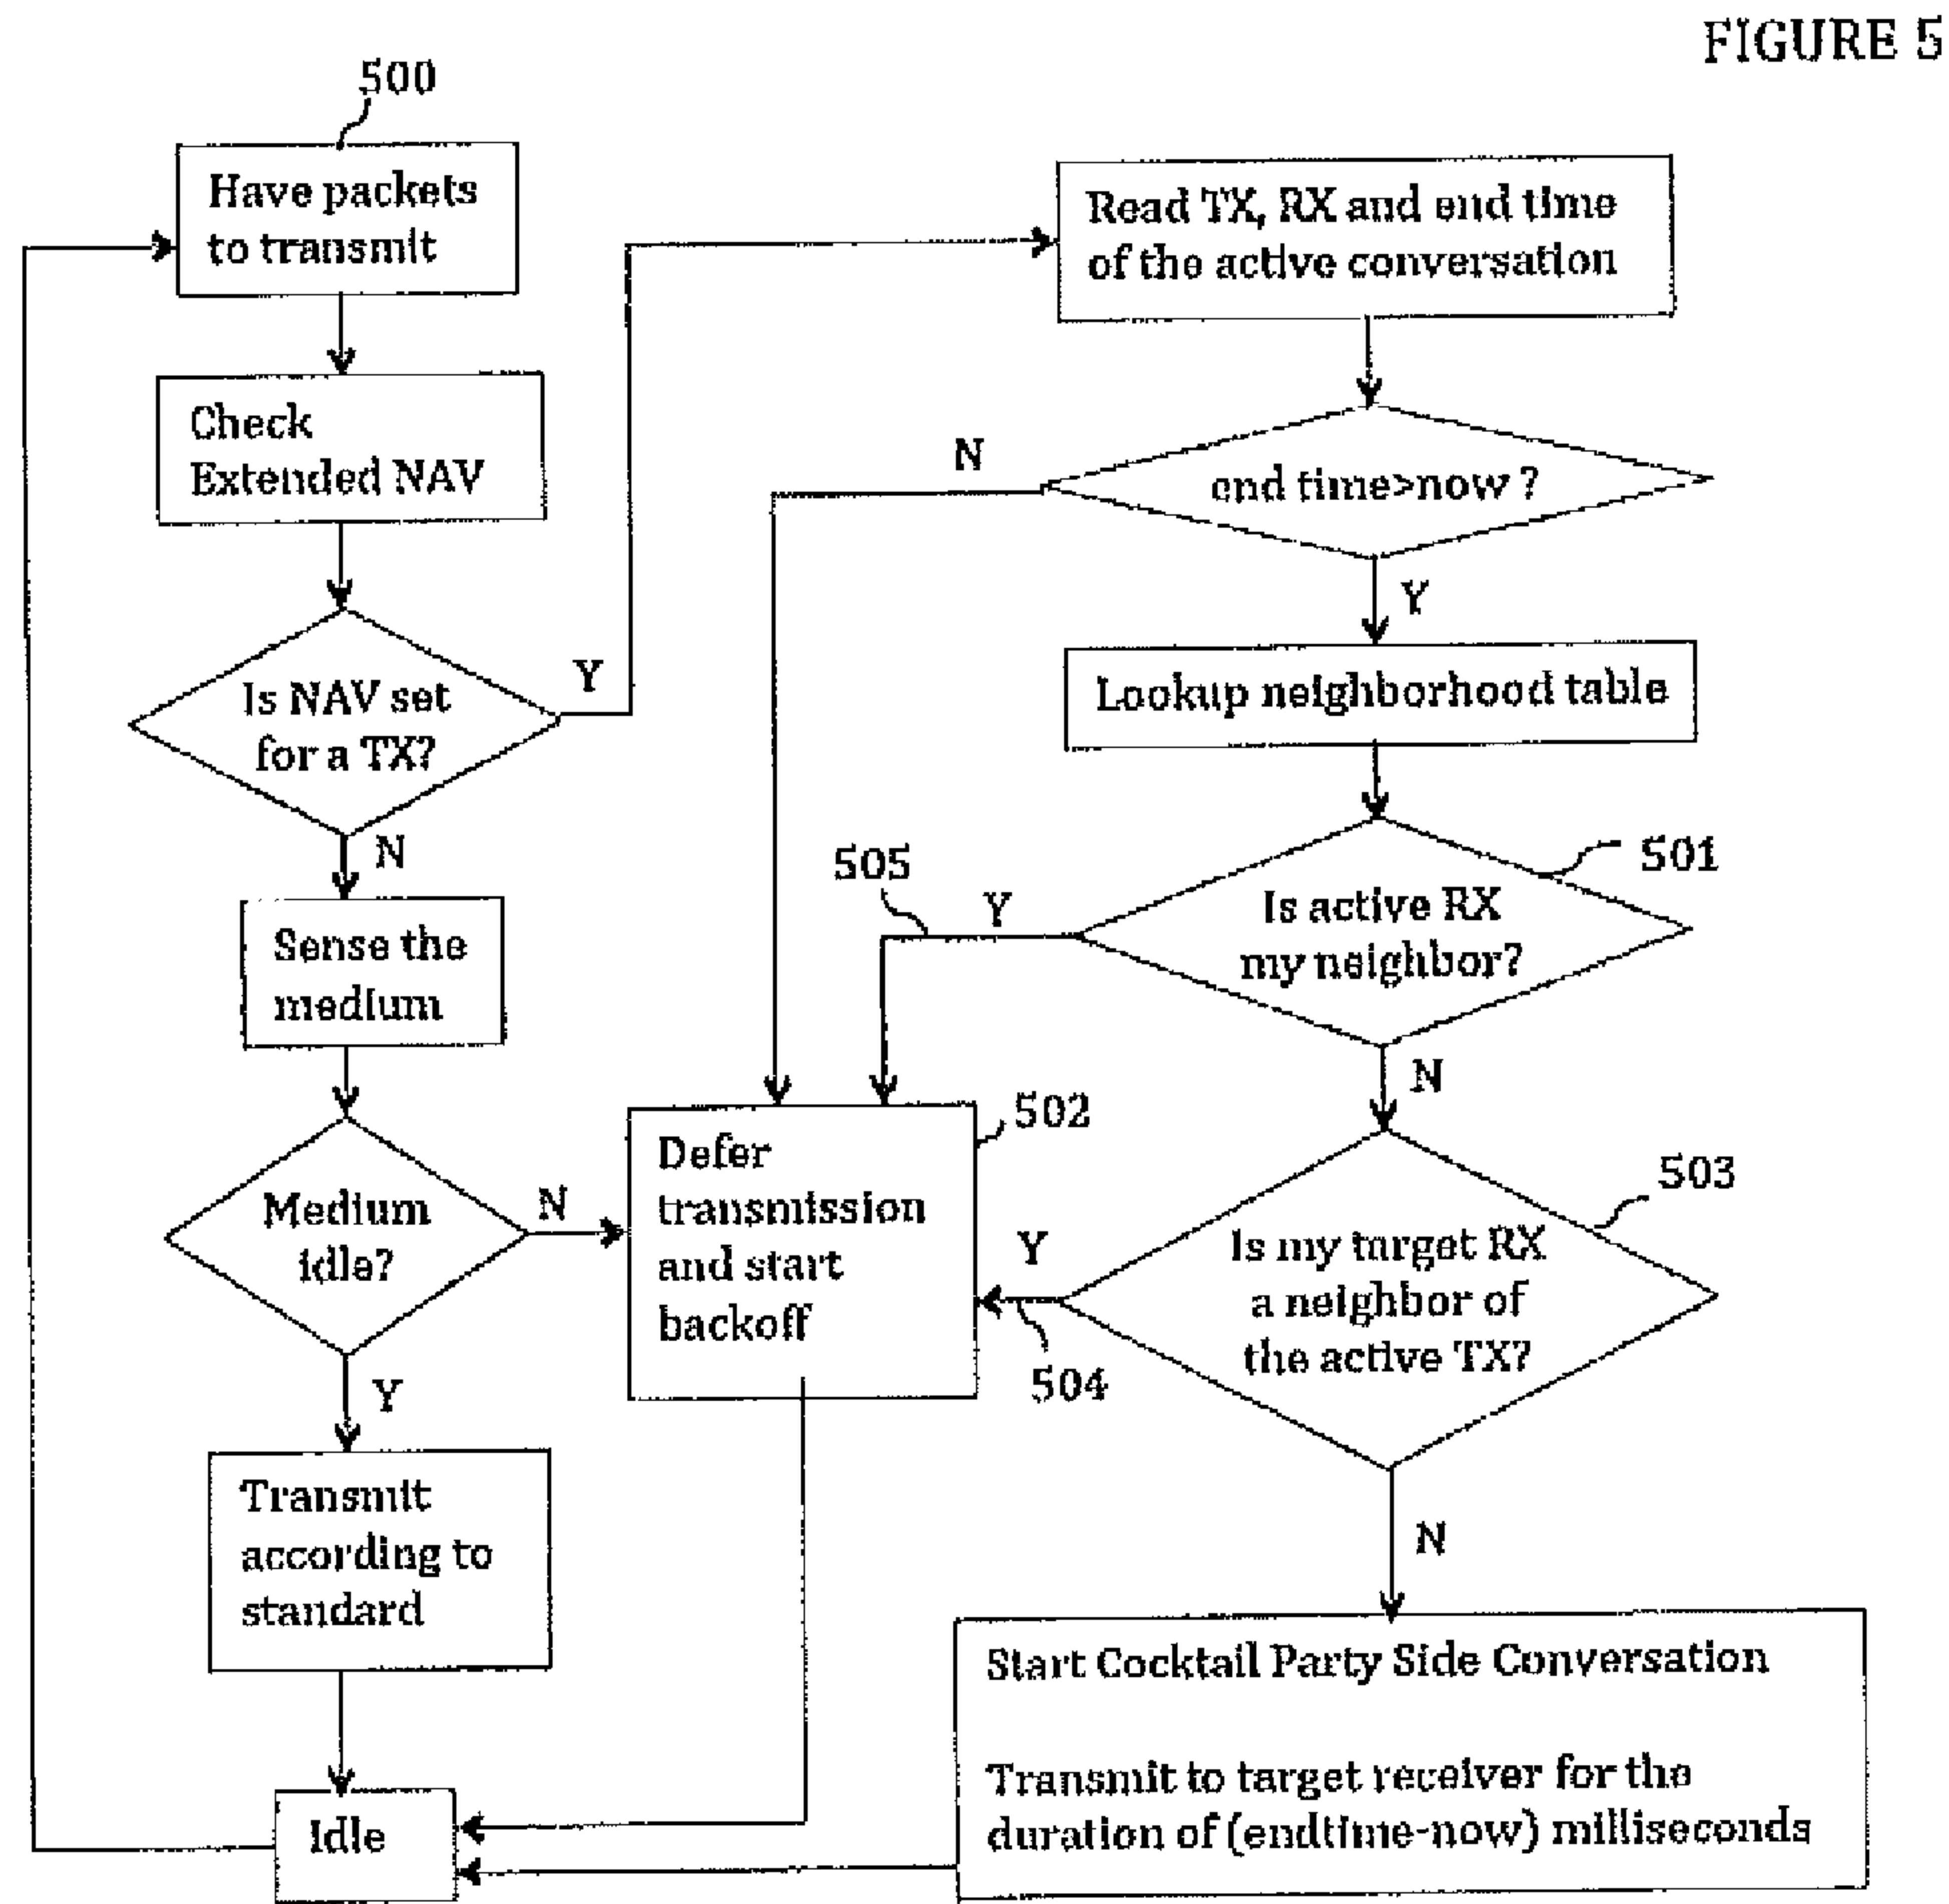 FIGURE 5
500
Have packets
to transmit
Check
Extended NAV
Is NAV set
for a TX?
Y
N
Sense the
medium
Medium
idle?
N
Y
Transmit
according to
standard
Idle
Read TX, RX and end time
of the active conversation
end time>now ?
N
Y
Lookup neighborhood table
501
Is active RX
my neighbor?
505
Y
N
502
Defer
transmission
and start
backoff
503
Is my target RX
a neighbor of
the active TX?
Y
504
N
Start Cocktail Party Side Conversation
Transmit to target receiver for the
duration of (endtime-now) milliseconds